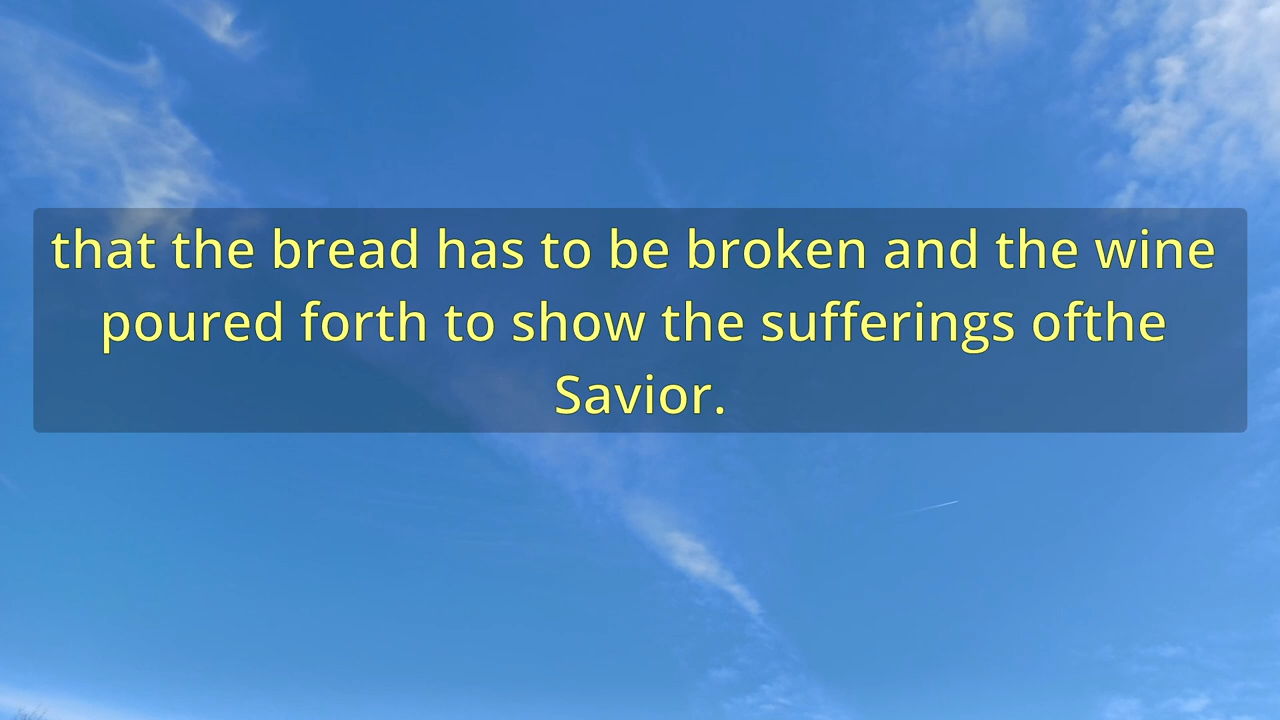 that the bread has to be broken and the wine
poured forth to show the sufferings ofthe
Savior.